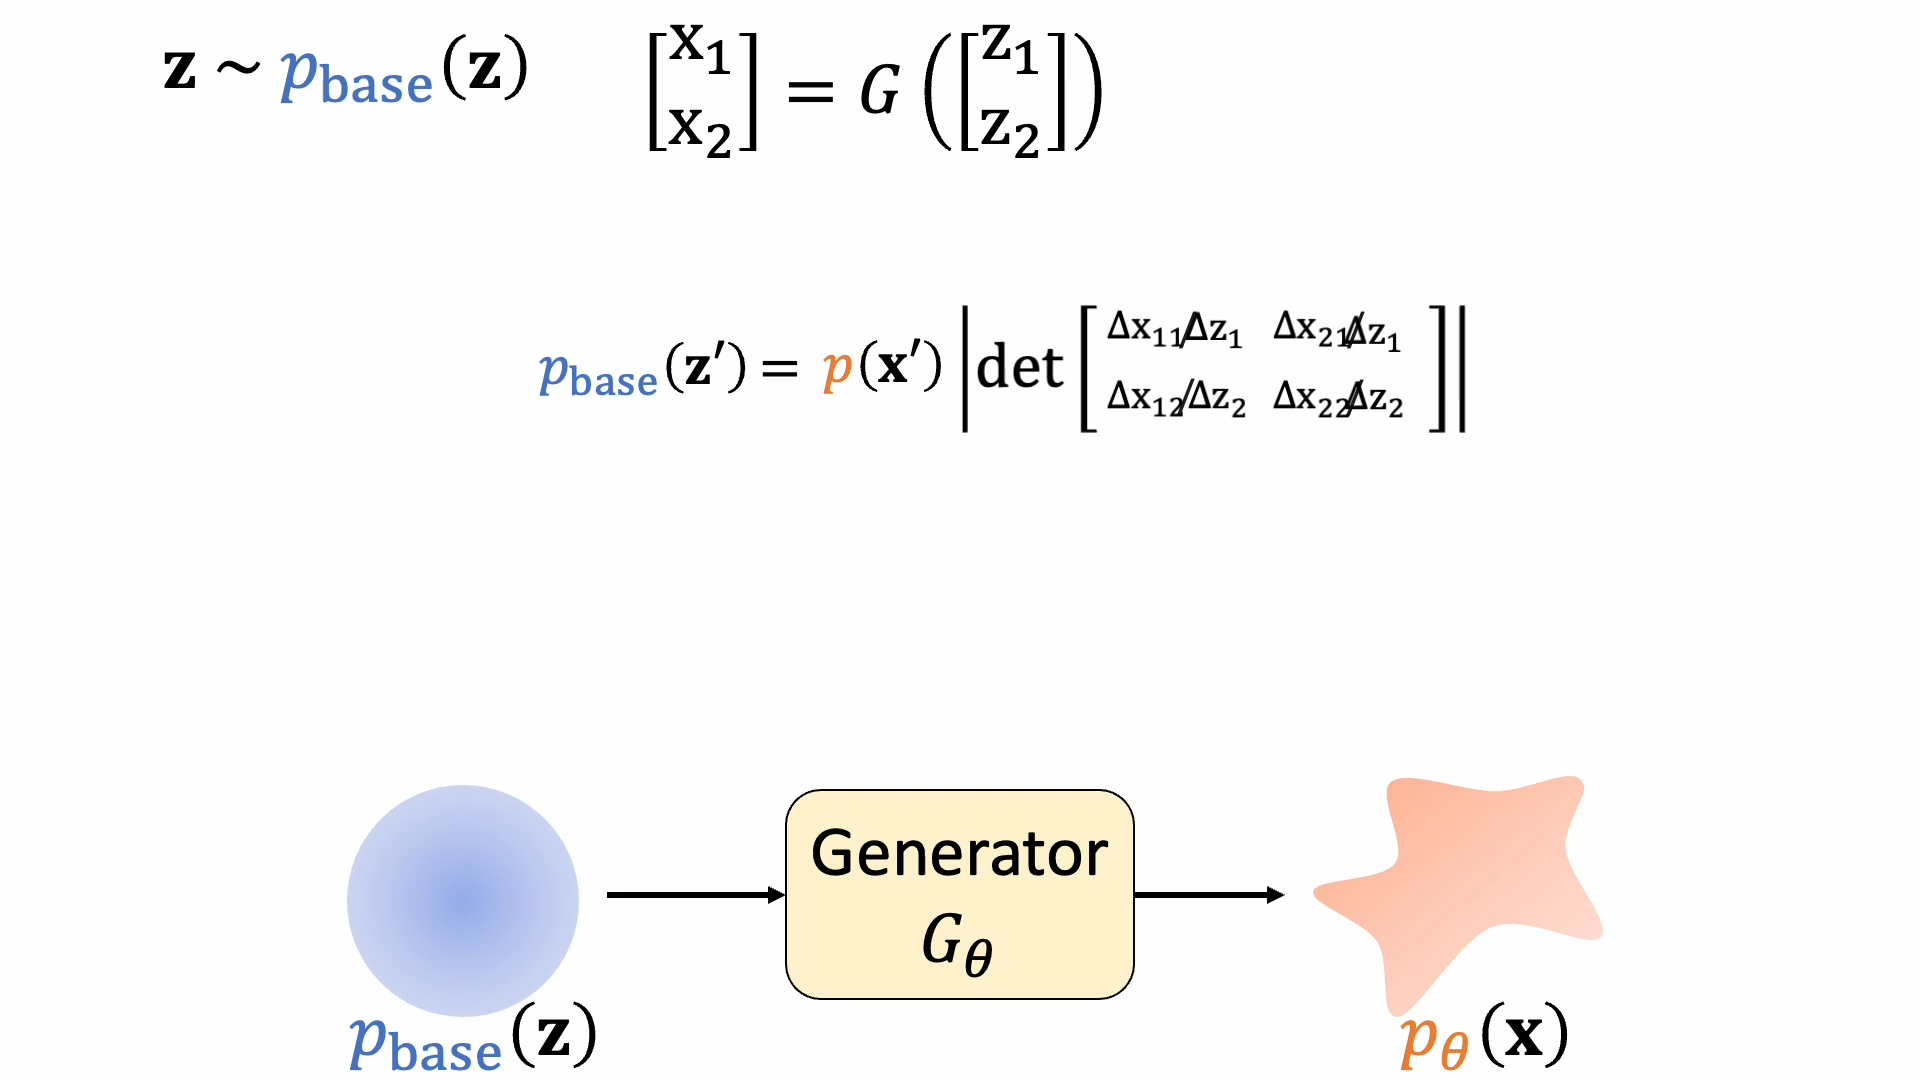 z ~ p_base(z) [x₁ x₂] = G([z₁ z₂])
p_base(z′) = p(x′) |det [Δx₁₁/Δz₁ Δx₂₁/Δz₁
Δx₁₂/Δz₂ Δx₂₂/Δz₂]|
Generator
G_θ
p_base(z)
p_θ(x)